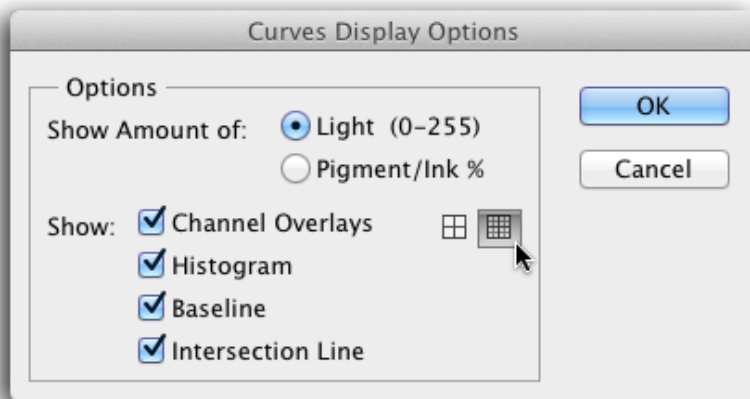 Curves Display Options
Options
Show Amount of:
Light (0-255)
Pigment/Ink %
Show:
Channel Overlays
Histogram
Baseline
Intersection Line
OK
Cancel